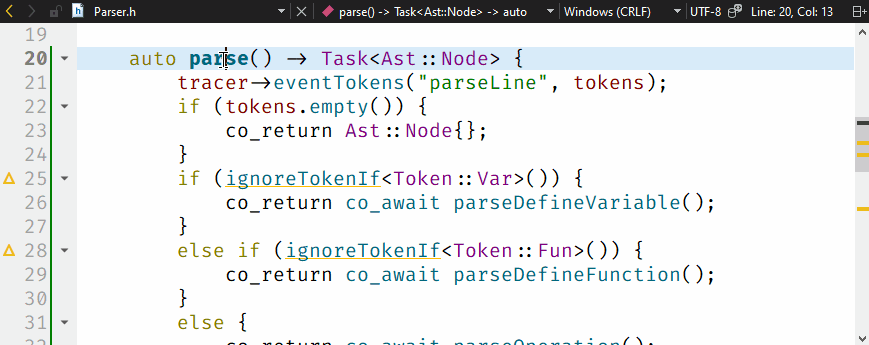 Parser.h parse() -> Task<Ast::Node> -> auto Windows (CRLF) UTF-8 Line: 20, Col: 13
19
20 auto parse() -> Task<Ast::Node> {
21 tracer->eventTokens("parseLine", tokens);
22 if (tokens.empty()) {
23 co_return Ast::Node{};
24 }
25 if (ignoreTokenIf<Token::Var>()) {
26 co_return co_await parseDefineVariable();
27 }
28 else if (ignoreTokenIf<Token::Fun>()) {
29 co_return co_await parseDefineFunction();
30 }
31 else {
co_return co_await parseOperation();